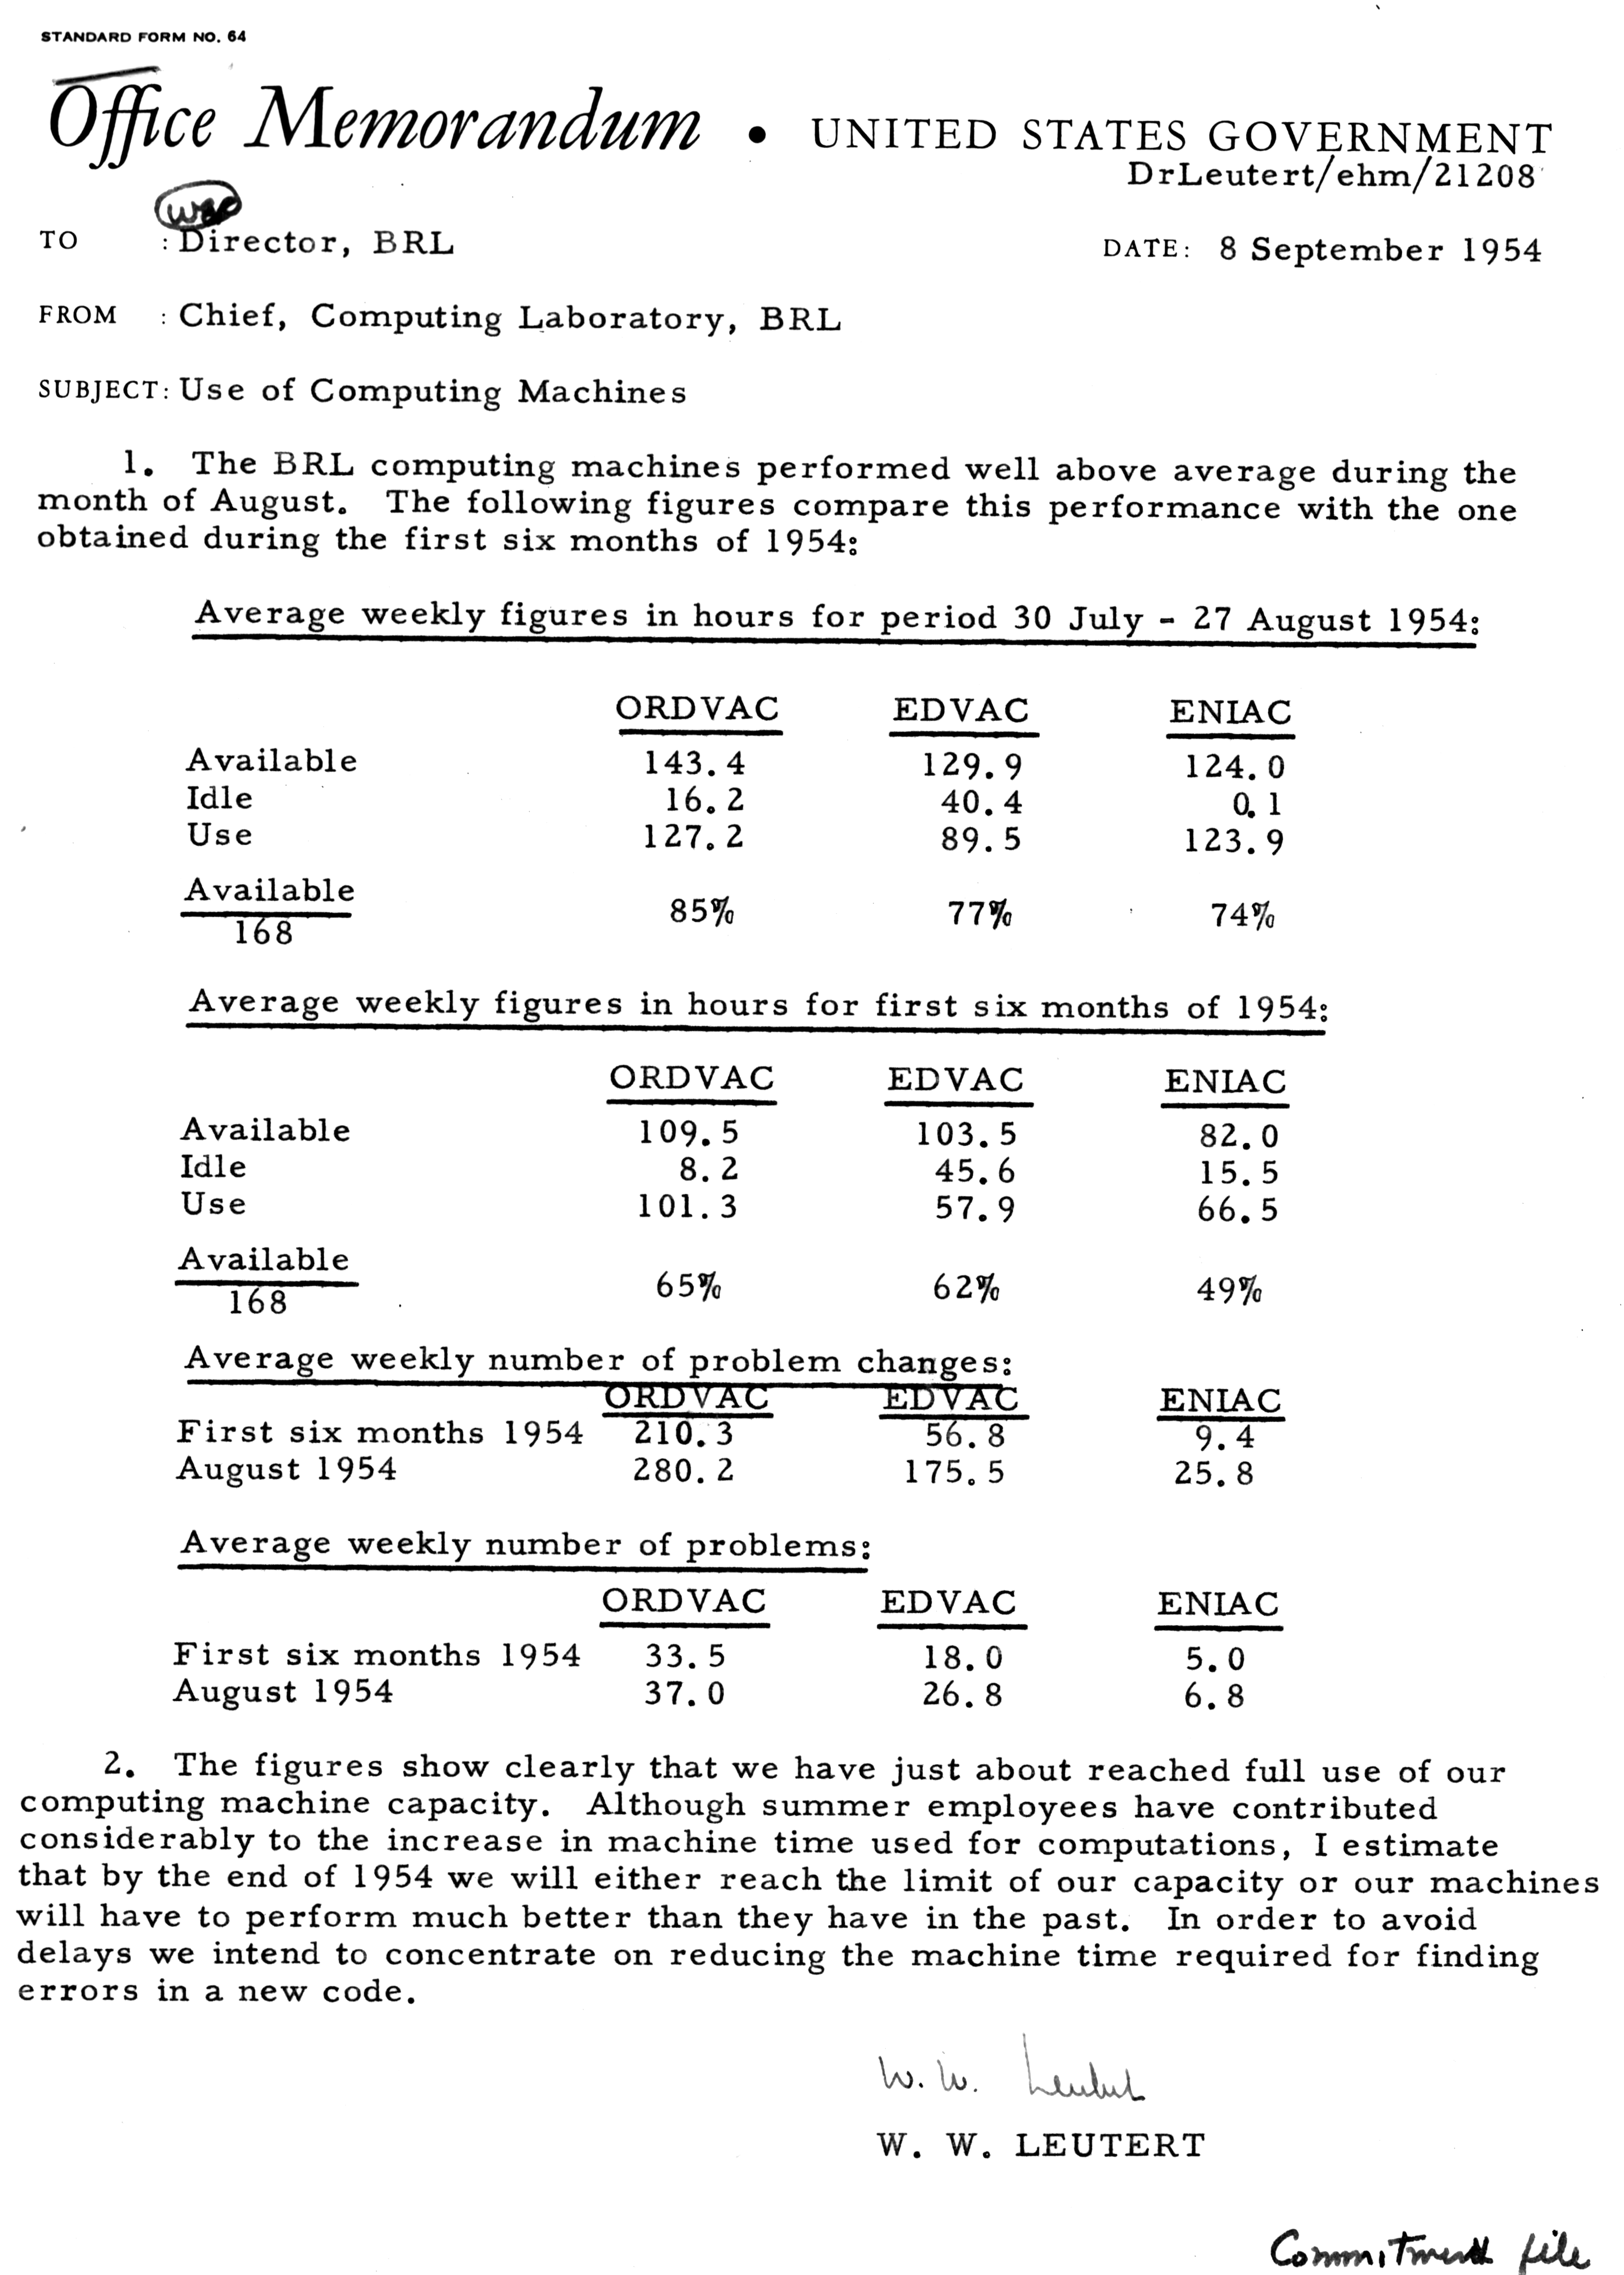 STANDARD FORM NO. 64
Office Memorandum • UNITED STATES GOVERNMENT
DrLeutert/ehm/21208
TO : Director, BRL DATE: 8 September 1954
FROM : Chief, Computing Laboratory, BRL
SUBJECT: Use of Computing Machines
1. The BRL computing machines performed well above average during the
month of August. The following figures compare this performance with the one
obtained during the first six months of 1954:
Average weekly figures in hours for period 30 July - 27 August 1954:
ORDVAC EDVAC ENIAC
Available 143.4 129.9 124.0
Idle 16.2 40.4 0.1
Use 127.2 89.5 123.9
Available
168 85% 77% 74%
Average weekly figures in hours for first six months of 1954:
ORDVAC EDVAC ENIAC
Available 109.5 103.5 82.0
Idle 8.2 45.6 15.5
Use 101.3 57.9 66.5
Available
168 65% 62% 49%
Average weekly number of problem changes:
ORDVAC EDVAC ENIAC
First six months 1954 210.3 56.8 9.4
August 1954 280.2 175.5 25.8
Average weekly number of problems:
ORDVAC EDVAC ENIAC
First six months 1954 33.5 18.0 5.0
August 1954 37.0 26.8 6.8
2. The figures show clearly that we have just about reached full use of our
computing machine capacity. Although summer employees have contributed
considerably to the increase in machine time used for computations, I estimate
that by the end of 1954 we will either reach the limit of our capacity or our machines
will have to perform much better than they have in the past. In order to avoid
delays we intend to concentrate on reducing the machine time required for finding
errors in a new code.
W. W. Leutert
W. W. LEUTERT
Commitment file